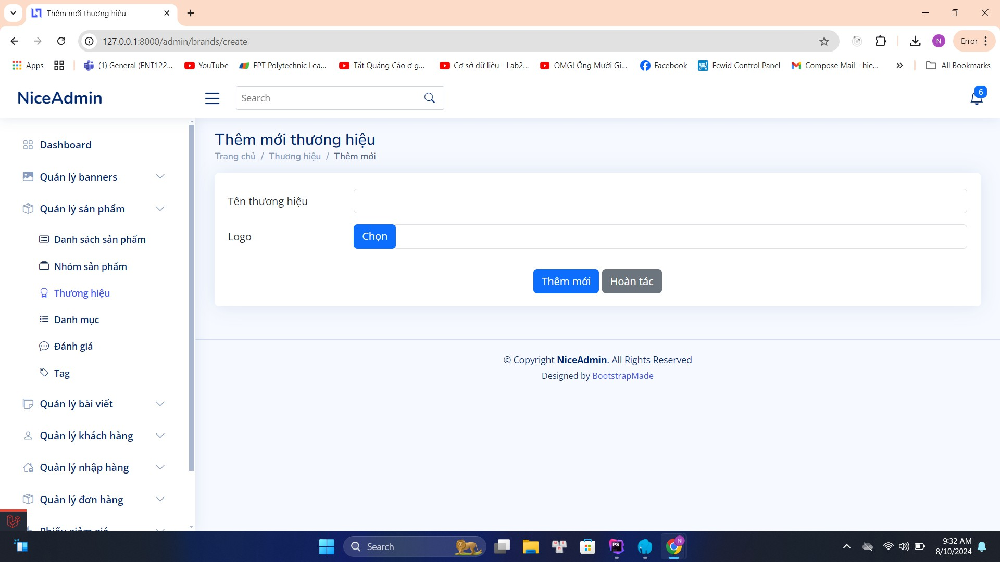 Thêm mới thương hiệu
127.0.0.1:8000/admin/brands/create
N
Error
Apps
(1) General (ENT122...
YouTube
FPT Polytechnic Lea...
Tắt Quảng Cáo ở g...
Cơ sở dữ liệu - Lab2...
OMG! Ông Mười Gi...
Facebook
Ecwid Control Panel
Compose Mail - hie...
All Bookmarks
NiceAdmin
Search
6
Dashboard
Quản lý banners
Quản lý sản phẩm
Danh sách sản phẩm
Nhóm sản phẩm
Thương hiệu
Danh mục
Đánh giá
Tag
Quản lý bài viết
Quản lý khách hàng
Quản lý nhập hàng
Quản lý đơn hàng
Phiếu giảm giá
Thêm mới thương hiệu
Trang chủ / Thương hiệu / Thêm mới
Tên thương hiệu
Logo
Chọn
Thêm mới
Hoàn tác
© Copyright NiceAdmin. All Rights Reserved
Designed by BootstrapMade
Search
PS
N
9:32 AM
8/10/2024